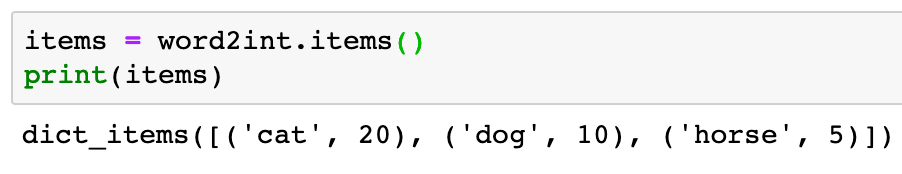 items = word2int.items()
print(items)
dict_items([('cat', 20), ('dog', 10), ('horse', 5)])